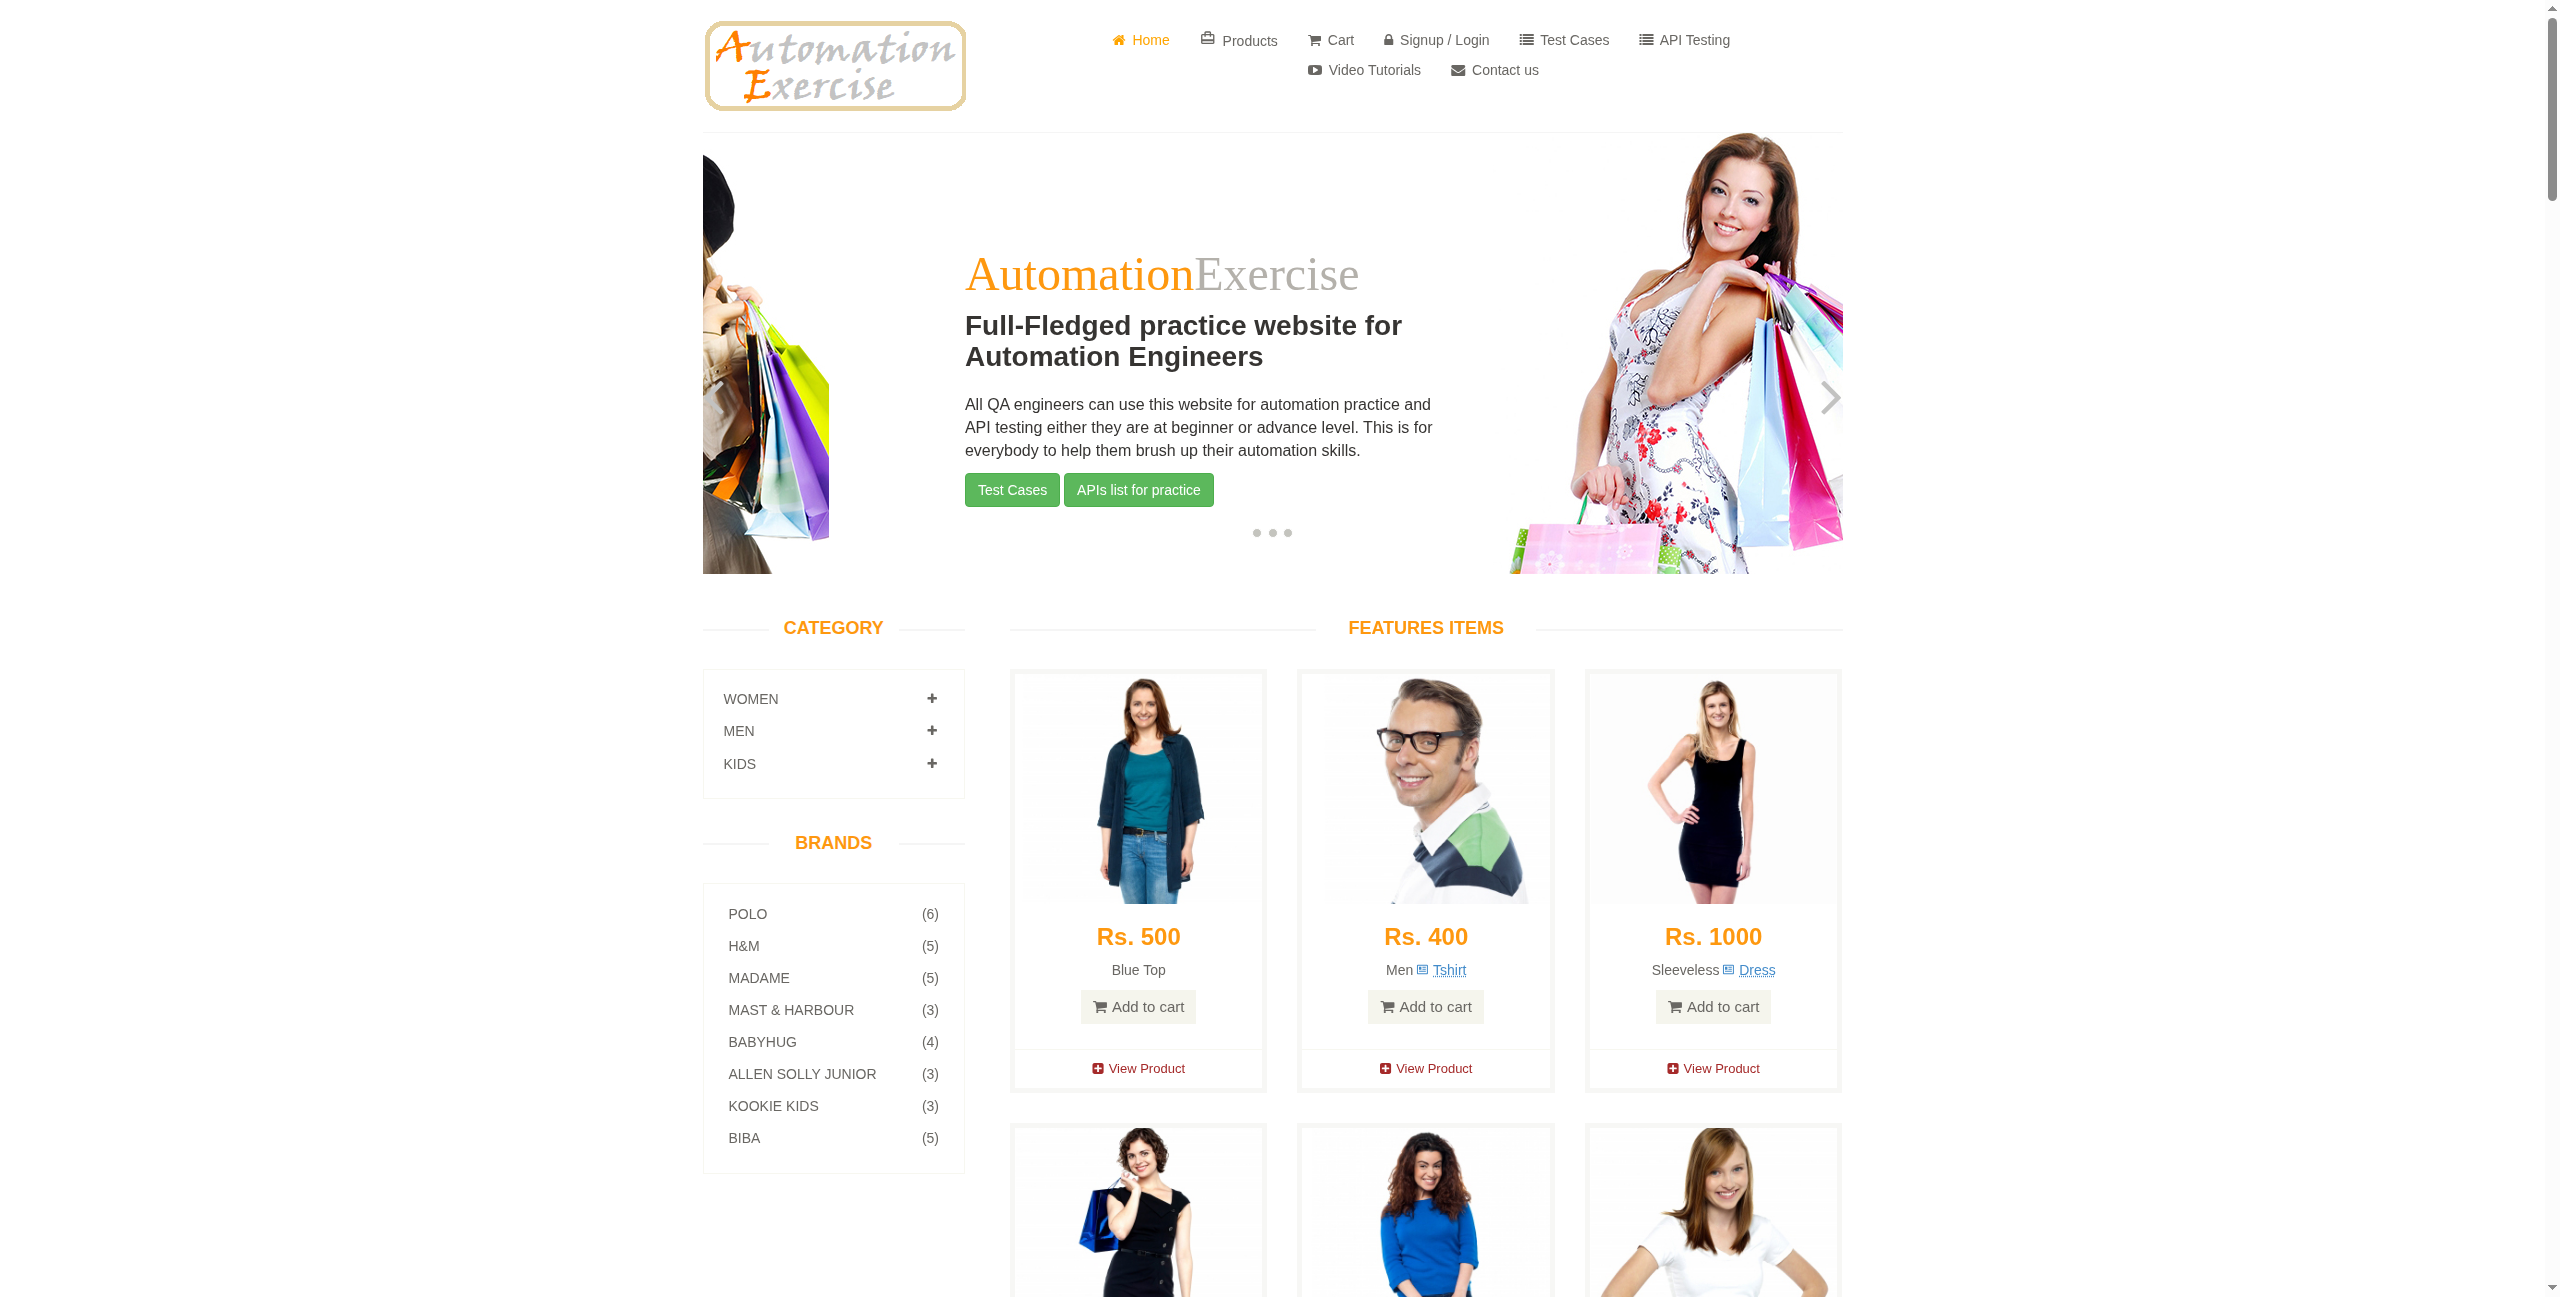 Automation
Exercise
Home Products Cart Signup / Login Test Cases API Testing
Video Tutorials Contact us
AutomationExercise
Full-Fledged practice website for
Automation Engineers
All QA engineers can use this website for automation practice and
API testing either they are at beginner or advance level. This is for
everybody to help them brush up their automation skills.
Test Cases APIs list for practice
CATEGORY
WOMEN
MEN
KIDS
BRANDS
POLO (6)
H&M (5)
MADAME (5)
MAST & HARBOUR (3)
BABYHUG (4)
ALLEN SOLLY JUNIOR (3)
KOOKIE KIDS (3)
BIBA (5)
FEATURES ITEMS
Rs. 500
Blue Top
Add to cart
View Product
Rs. 400
Men Tshirt
Add to cart
View Product
Rs. 1000
Sleeveless Dress
Add to cart
View Product